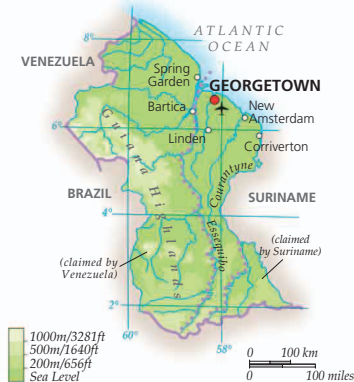 ATLANTIC
OCEAN
8°
VENEZUELA
Spring
Garden
GEORGETOWN
Bartica
New
Amsterdam
6°
Linden
Corriverton
Guiana Highlands
Courantyne
BRAZIL
SURINAME
4°
Essequibo
(claimed by
Venezuela)
(claimed
by Suriname)
2°
60°
58°
1000m/3281ft
500m/1640ft
200m/656ft
Sea Level
0 100 km
0 100 miles